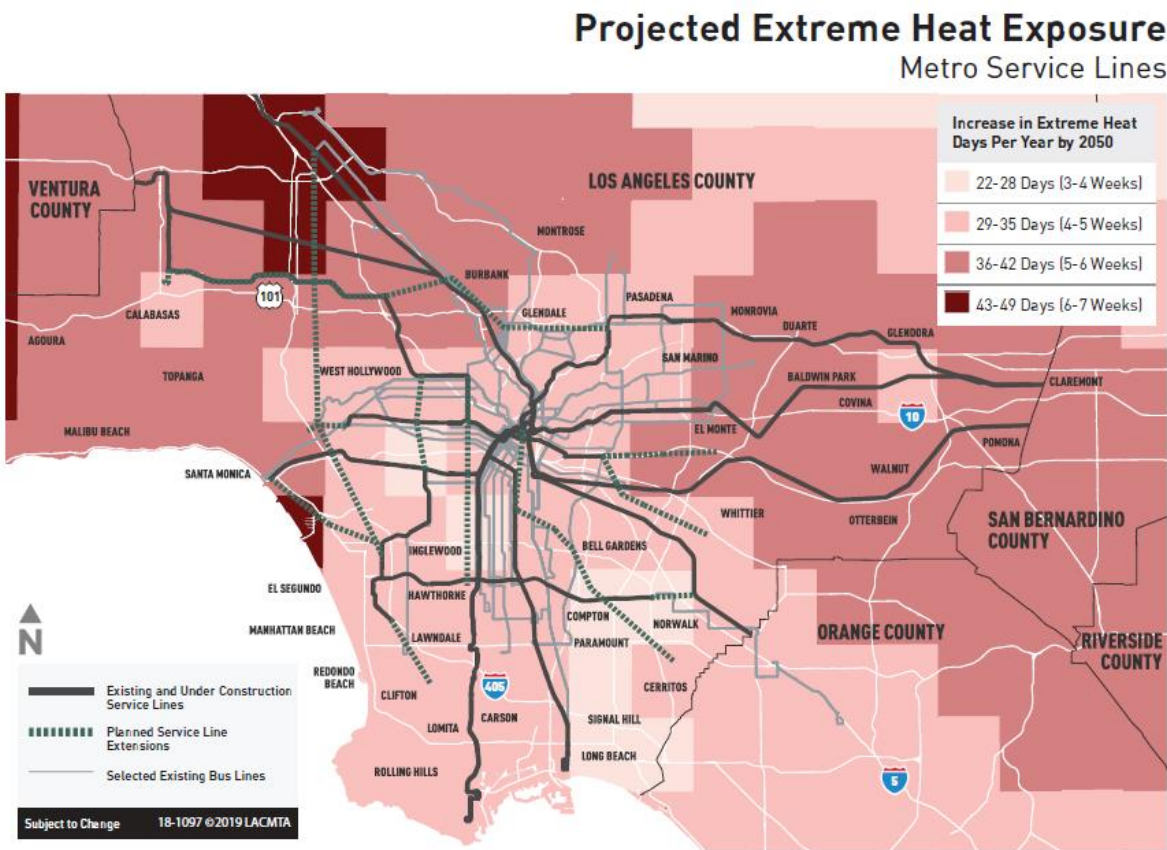 Projected Extreme Heat Exposure
Metro Service Lines
Increase in Extreme Heat
Days Per Year by 2050
22-28 Days (3-4 Weeks)
29-35 Days (4-5 Weeks)
36-42 Days (5-6 Weeks)
43-49 Days (6-7 Weeks)
VENTURA
COUNTY
LOS ANGELES COUNTY
MONTROSE
BURBANK
101
CALABASAS
AGOURA
GLENDALE
PASADENA
MONROVIA
DUARTE
GLENDORA
TOPANGA
WEST HOLLYWOOD
SAN MARINO
BALDWIN PARK
CLAREMONT
COVINA
10
MALIBU BEACH
EL MONTE
POMONA
SANTA MONICA
WALNUT
WHITTIER
OTTERBEIN
SAN BERNARDINO
COUNTY
INGLEWOOD
BELL GARDENS
EL SEGUNDO
HAWTHORNE
COMPTON
NORWALK
MANHATTAN BEACH
LAWNDALE
PARAMOUNT
ORANGE COUNTY
RIVERSIDE
COUNTY
REDONDO
BEACH
CLIFTON
405
CERRITOS
LOMITA
CARSON
SIGNAL HILL
LONG BEACH
ROLLING HILLS
5
N
Existing and Under Construction
Service Lines
Planned Service Line
Extensions
Selected Existing Bus Lines
Subject to Change 18-1097 ©2019 LACMTA